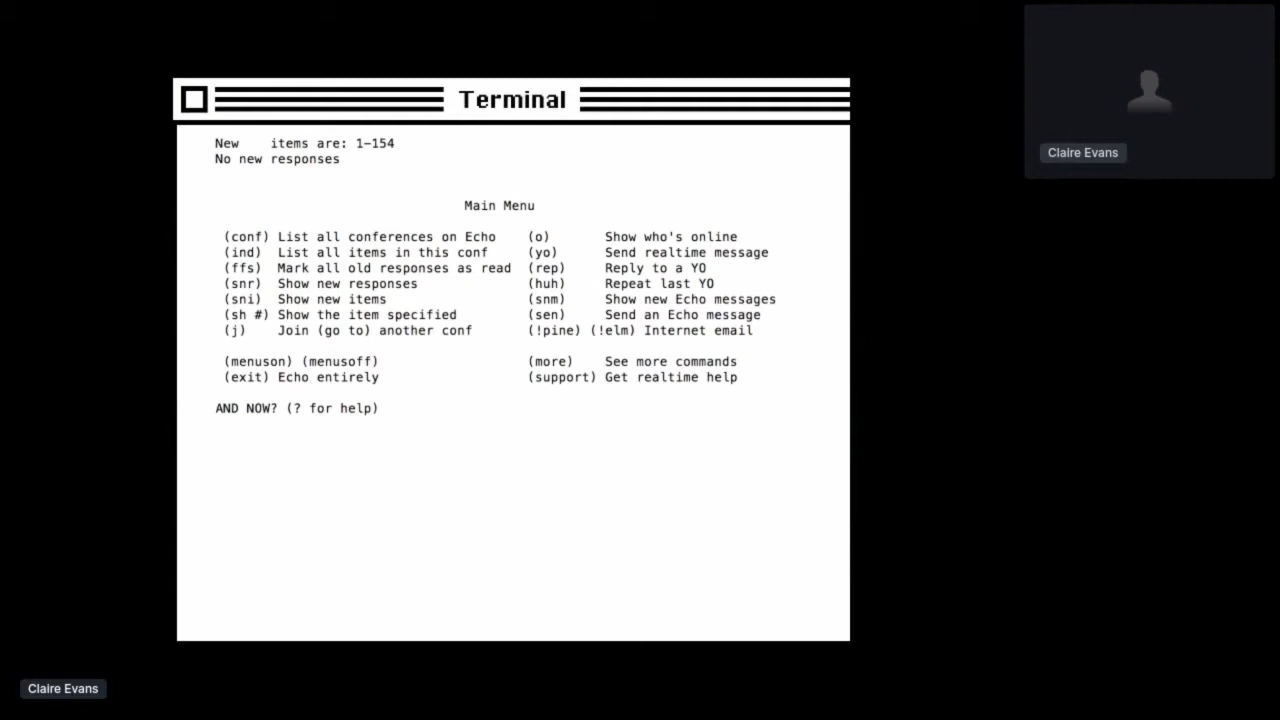 Terminal
New    items are: 1-154
No new responses
Main Menu
(conf) List all conferences on Echo    (o)       Show who's online
(ind)  List all items in this conf     (yo)      Send realtime message
(ffs)  Mark all old responses as read  (rep)     Reply to a YO
(snr)  Show new responses              (huh)     Repeat last YO
(sni)  Show new items                  (snm)     Show new Echo messages
(sh #) Show the item specified         (sen)     Send an Echo message
(j)    Join (go to) another conf       (!pine) (!elm) Internet email
(menuson) (menusoff)                   (more)    See more commands
(exit) Echo entirely                   (support) Get realtime help
AND NOW? (? for help)
Claire Evans
Claire Evans